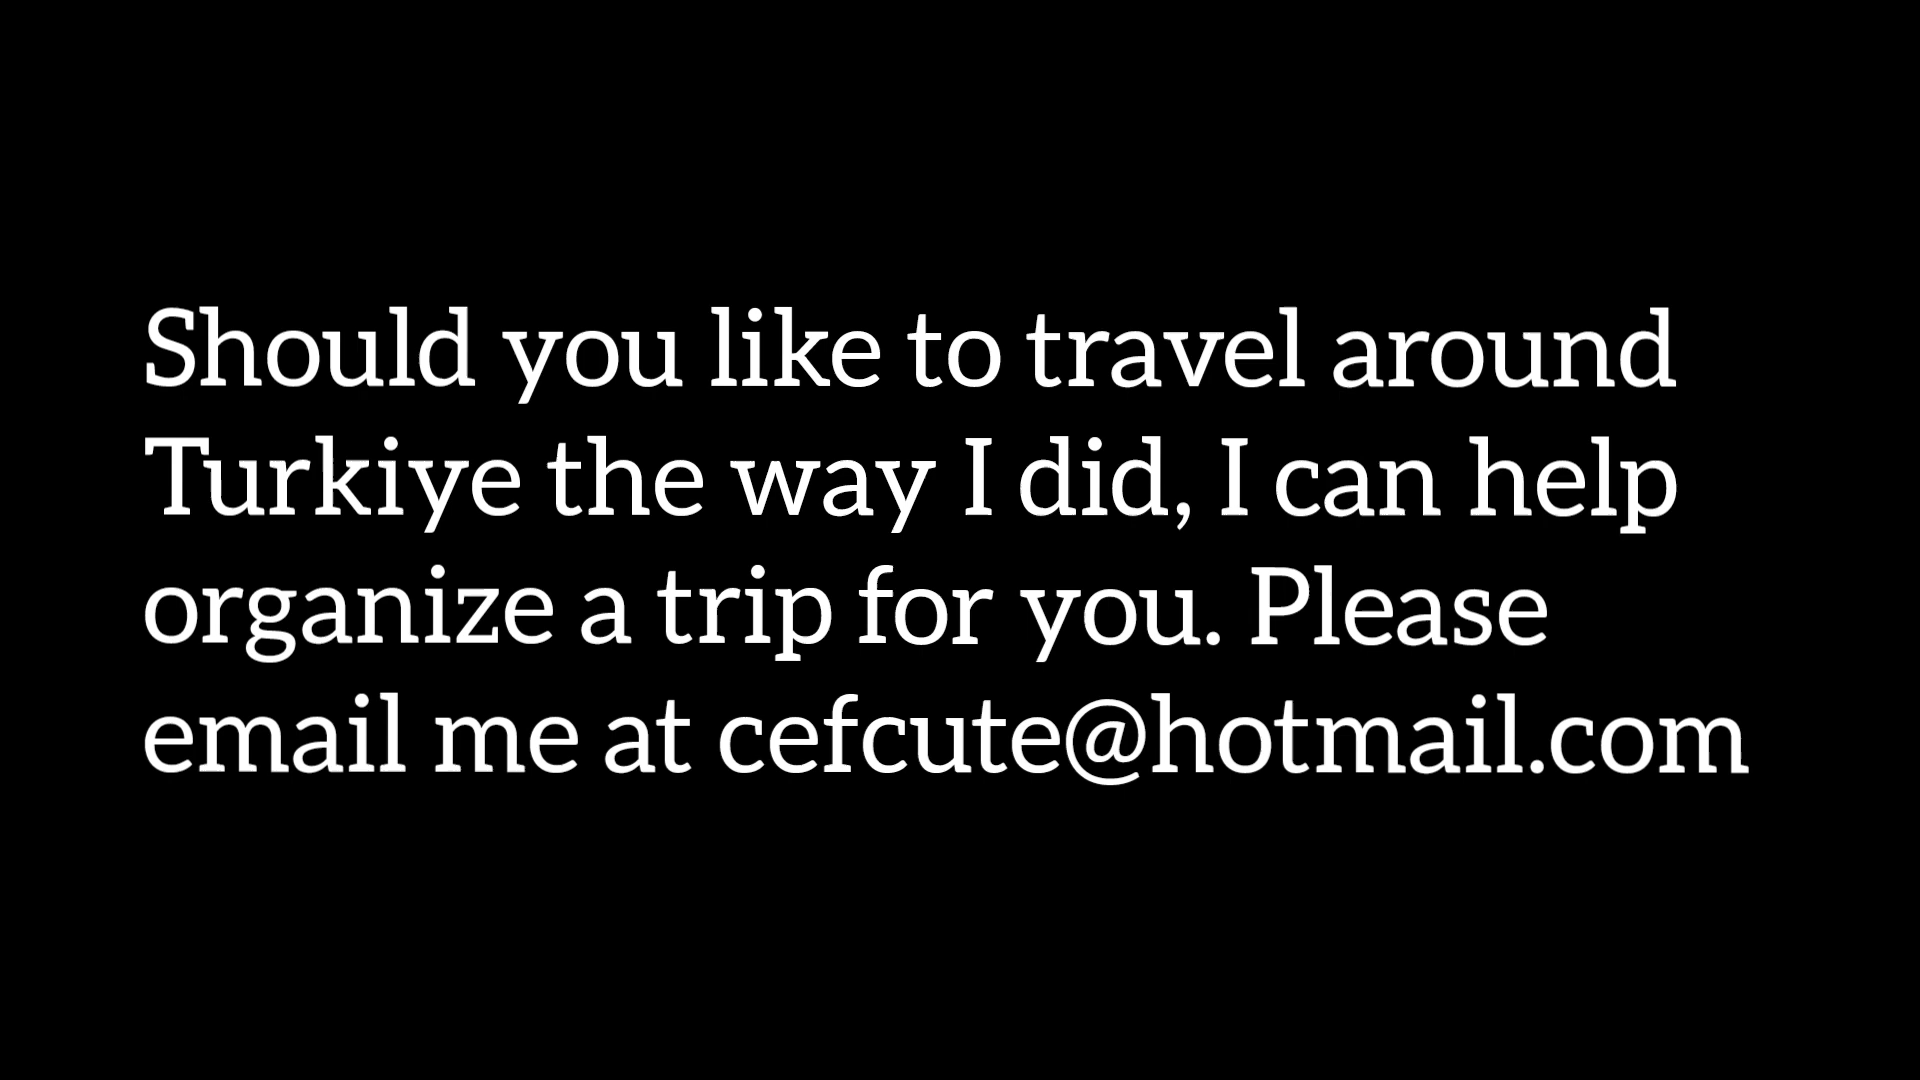 Should you like to travel around
Turkiye the way I did, I can help
organize a trip for you. Please
email me at cefcute@hotmail.com